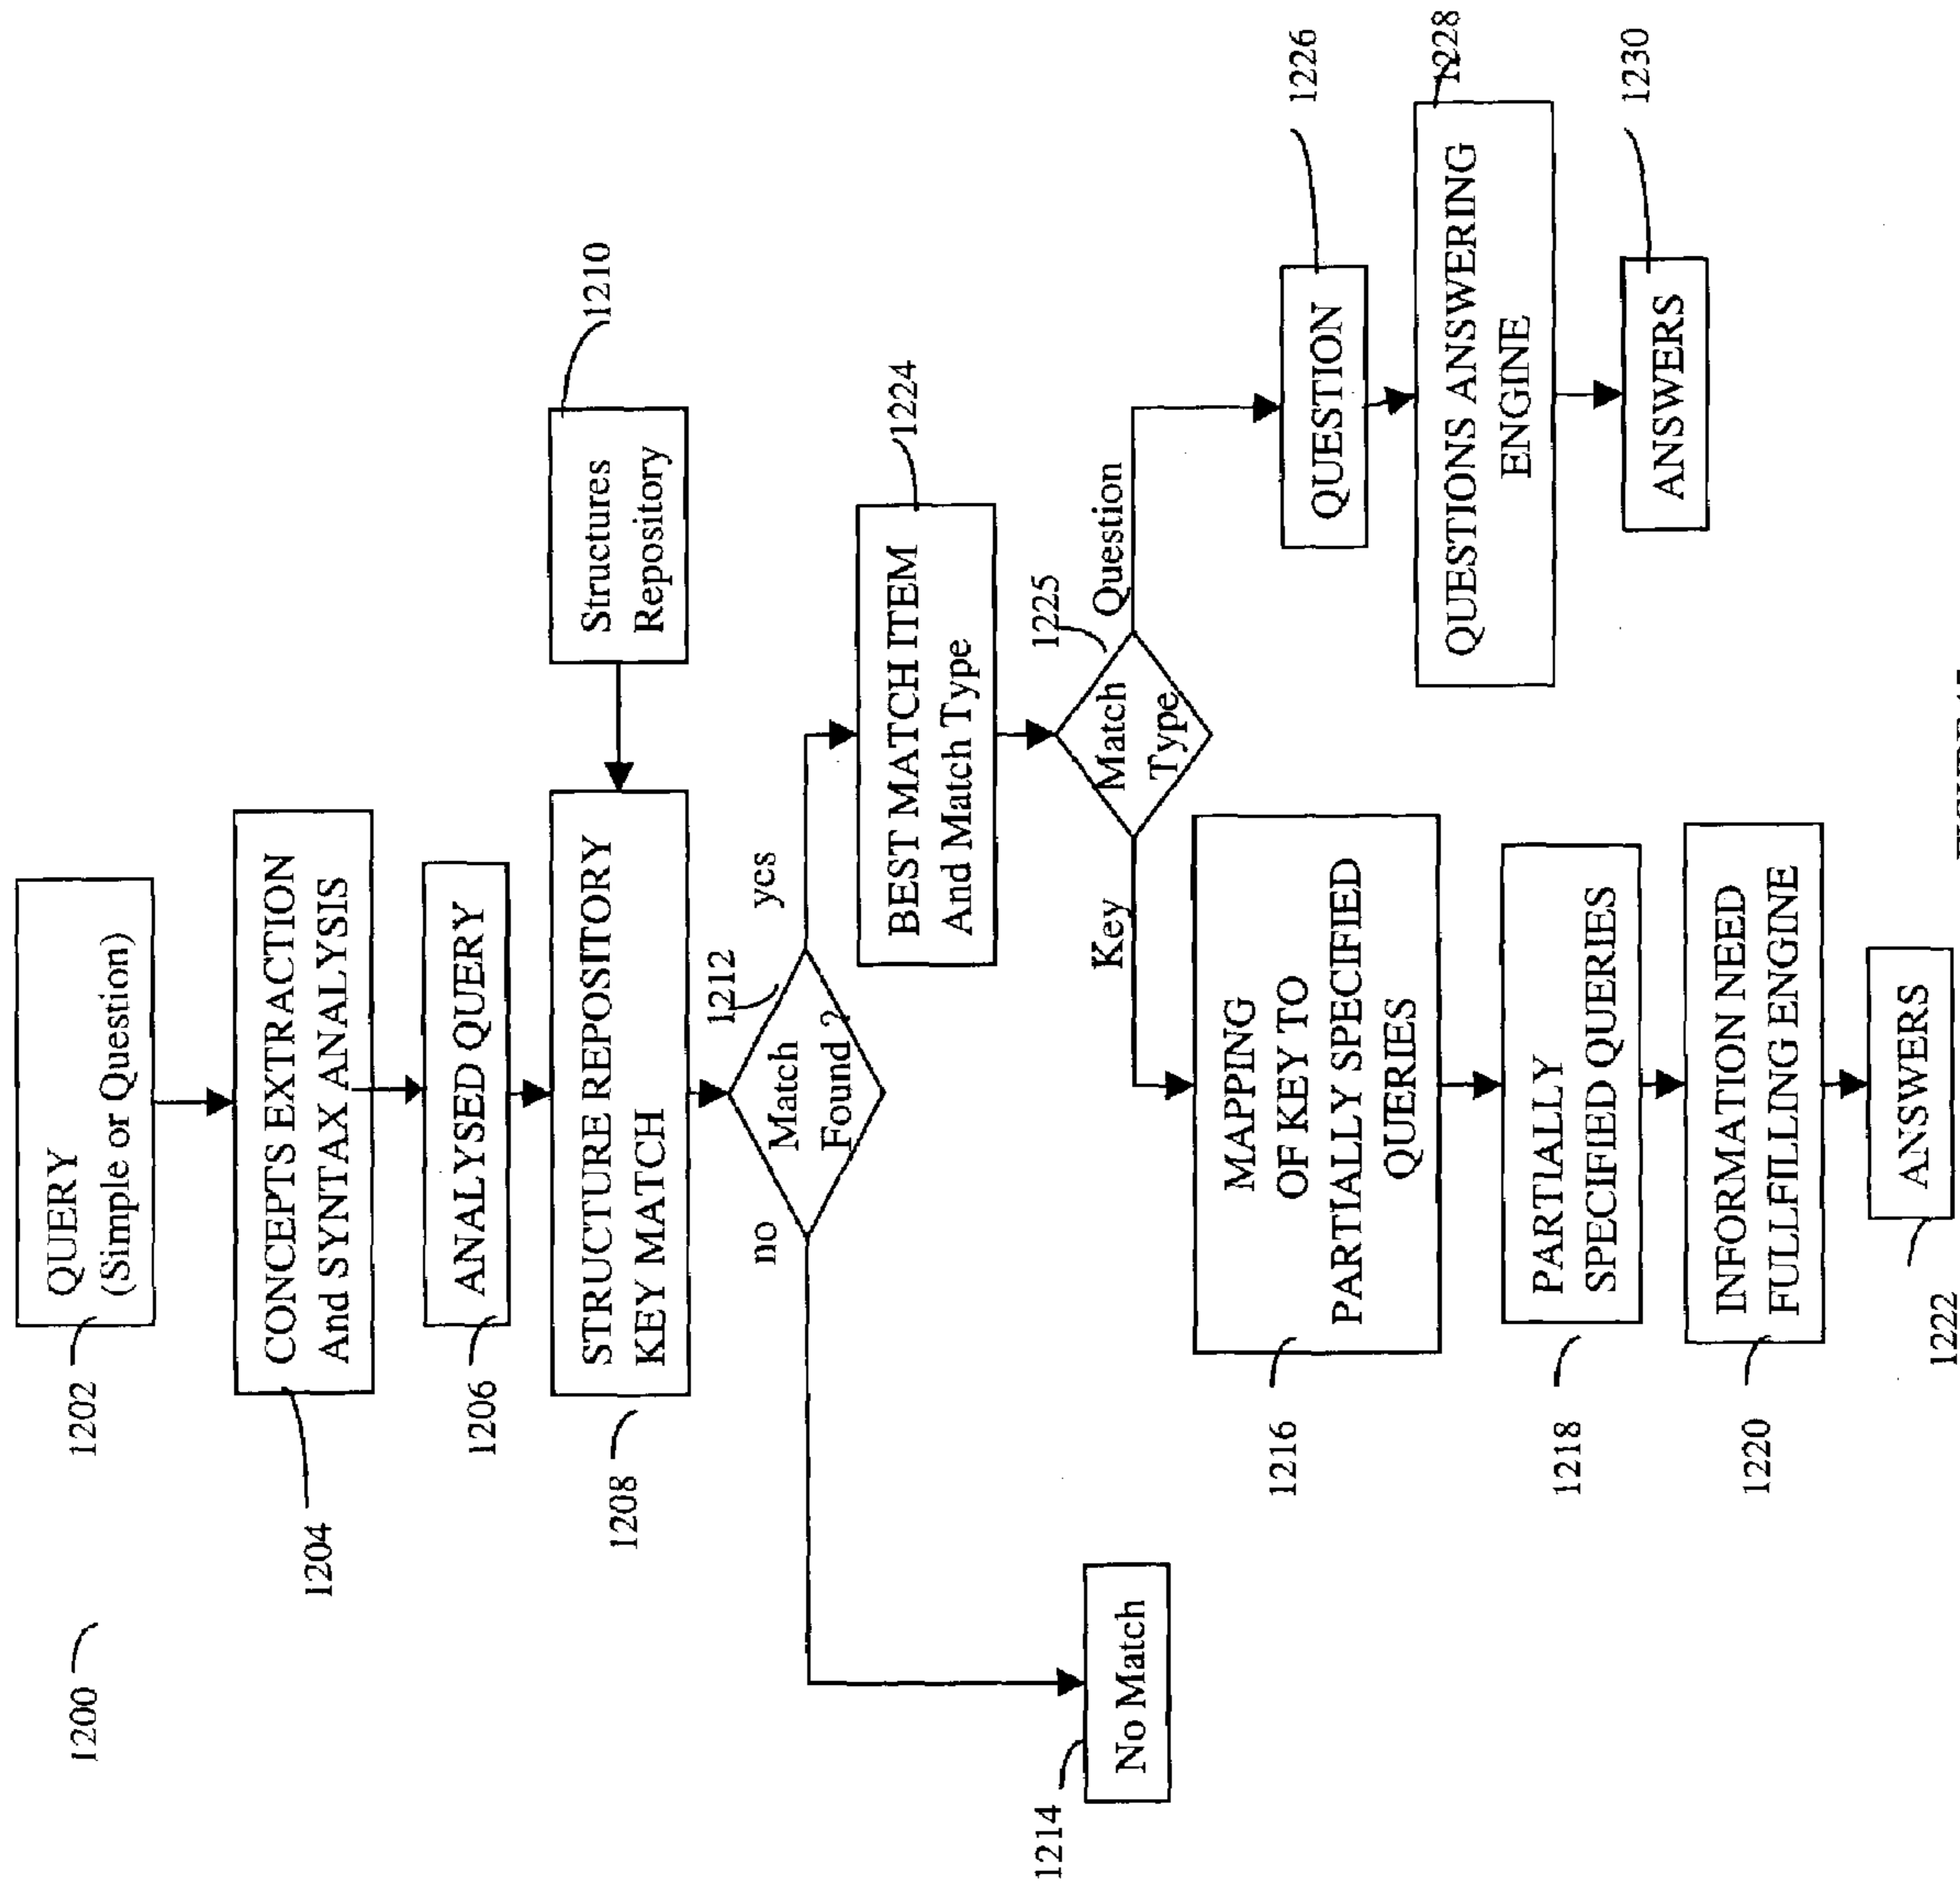 1200
1202
QUERY
(Simple or Question)
1204
CONCEPTS EXTRACTION
And SYNTAX ANALYSIS
1206
ANALYSED QUERY
1208
STRUCTURE REPOSITORY
KEY MATCH
Structures
Repository
1210
1212
Match
Found ?
no
yes
BEST MATCH ITEM
And Match Type
1224
1225
Match
Type
Key
Question
1214
No Match
1216
MAPPING
OF KEY TO
PARTIALLY SPECIFIED
QUERIES
QUESTION
1226
1218
PARTIALLY
SPECIFIED QUERIES
QUESTIONS ANSWERING
ENGINE
1228
1220
INFORMATION NEED
FULLFILLING ENGINE
ANSWERS
1230
1222
ANSWERS